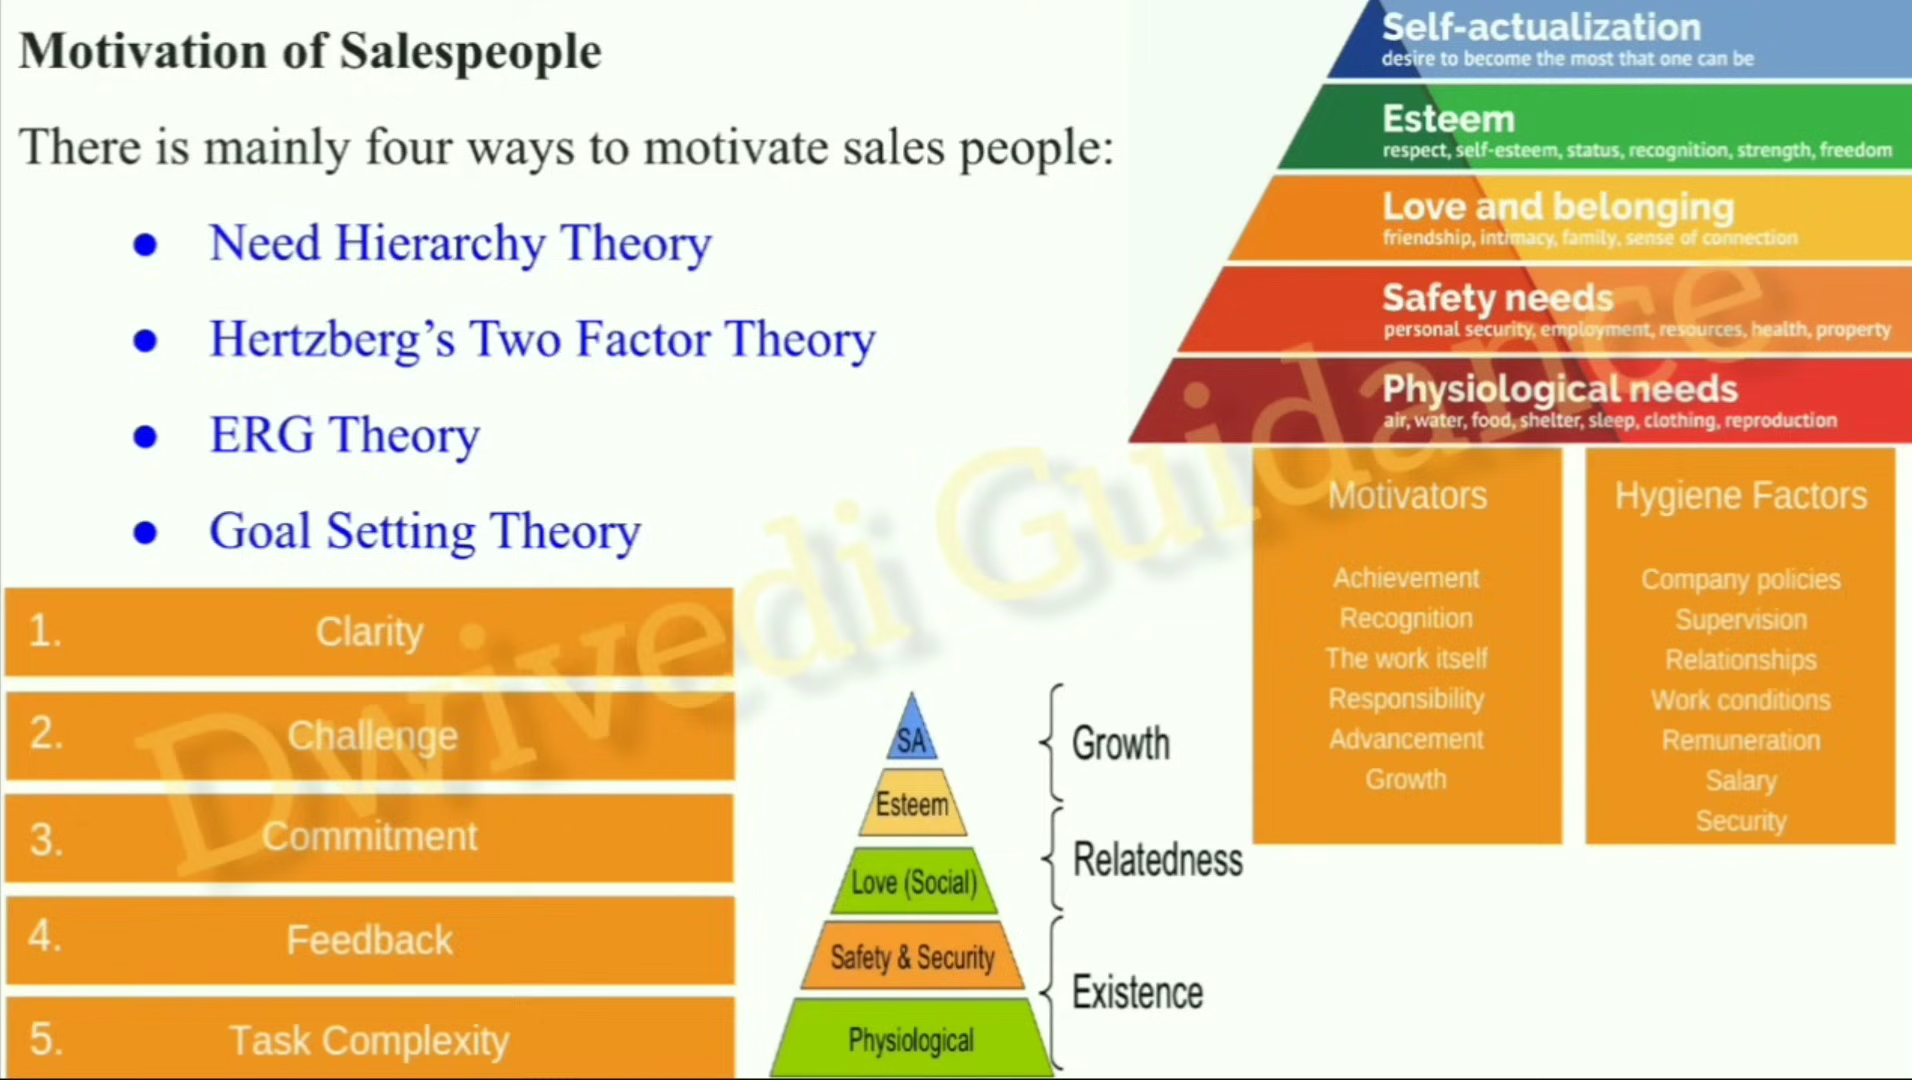 Motivation of Salespeople
There is mainly four ways to motivate sales people:
● Need Hierarchy Theory
● Hertzberg’s Two Factor Theory
● ERG Theory
● Goal Setting Theory
1. Clarity
2. Challenge
3. Commitment
4. Feedback
5. Task Complexity
SA
Esteem
Love (Social)
Safety & Security
Physiological
Growth
Relatedness
Existence
Self-actualization
desire to become the most that one can be
Esteem
respect, self-esteem, status, recognition, strength, freedom
Love and belonging
friendship, intimacy, family, sense of connection
Safety needs
personal security, employment, resources, health, property
Physiological needs
air, water, food, shelter, sleep, clothing, reproduction
Motivators
Achievement
Recognition
The work itself
Responsibility
Advancement
Growth
Hygiene Factors
Company policies
Supervision
Relationships
Work conditions
Remuneration
Salary
Security
Dwivedi Guidance